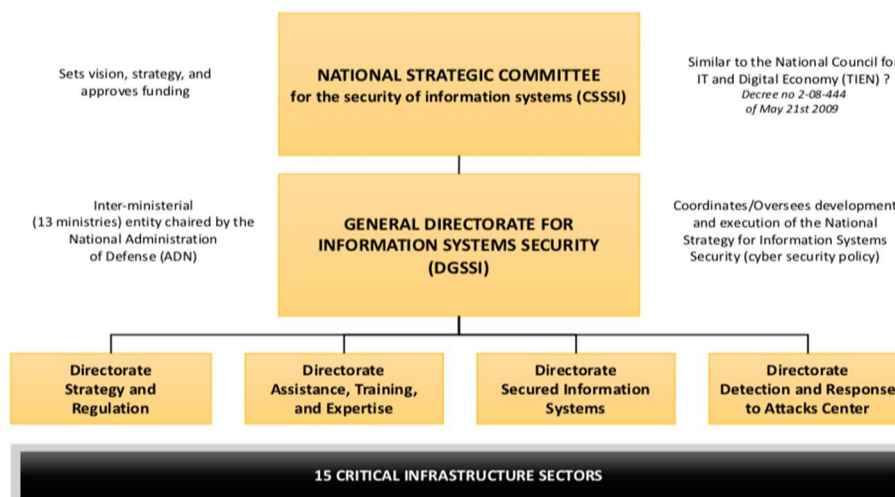 Sets vision, strategy, and
approves funding
NATIONAL STRATEGIC COMMITTEE
for the security of information systems (CSSSI)
Similar to the National Council for
IT and Digital Economy (TIEN) ?
Decree no 2-08-444
of May 21st 2009
Inter-ministerial
(13 ministries) entity chaired by the
National Administration
of Defense (ADN)
GENERAL DIRECTORATE FOR
INFORMATION SYSTEMS SECURITY
(DGSSI)
Coordinates/Oversees development
and execution of the National
Strategy for Information Systems
Security (cyber security policy)
Directorate
Strategy and
Regulation
Directorate
Assistance, Training,
and Expertise
Directorate
Secured Information
Systems
Directorate
Detection and Response
to Attacks Center
15 CRITICAL INFRASTRUCTURE SECTORS